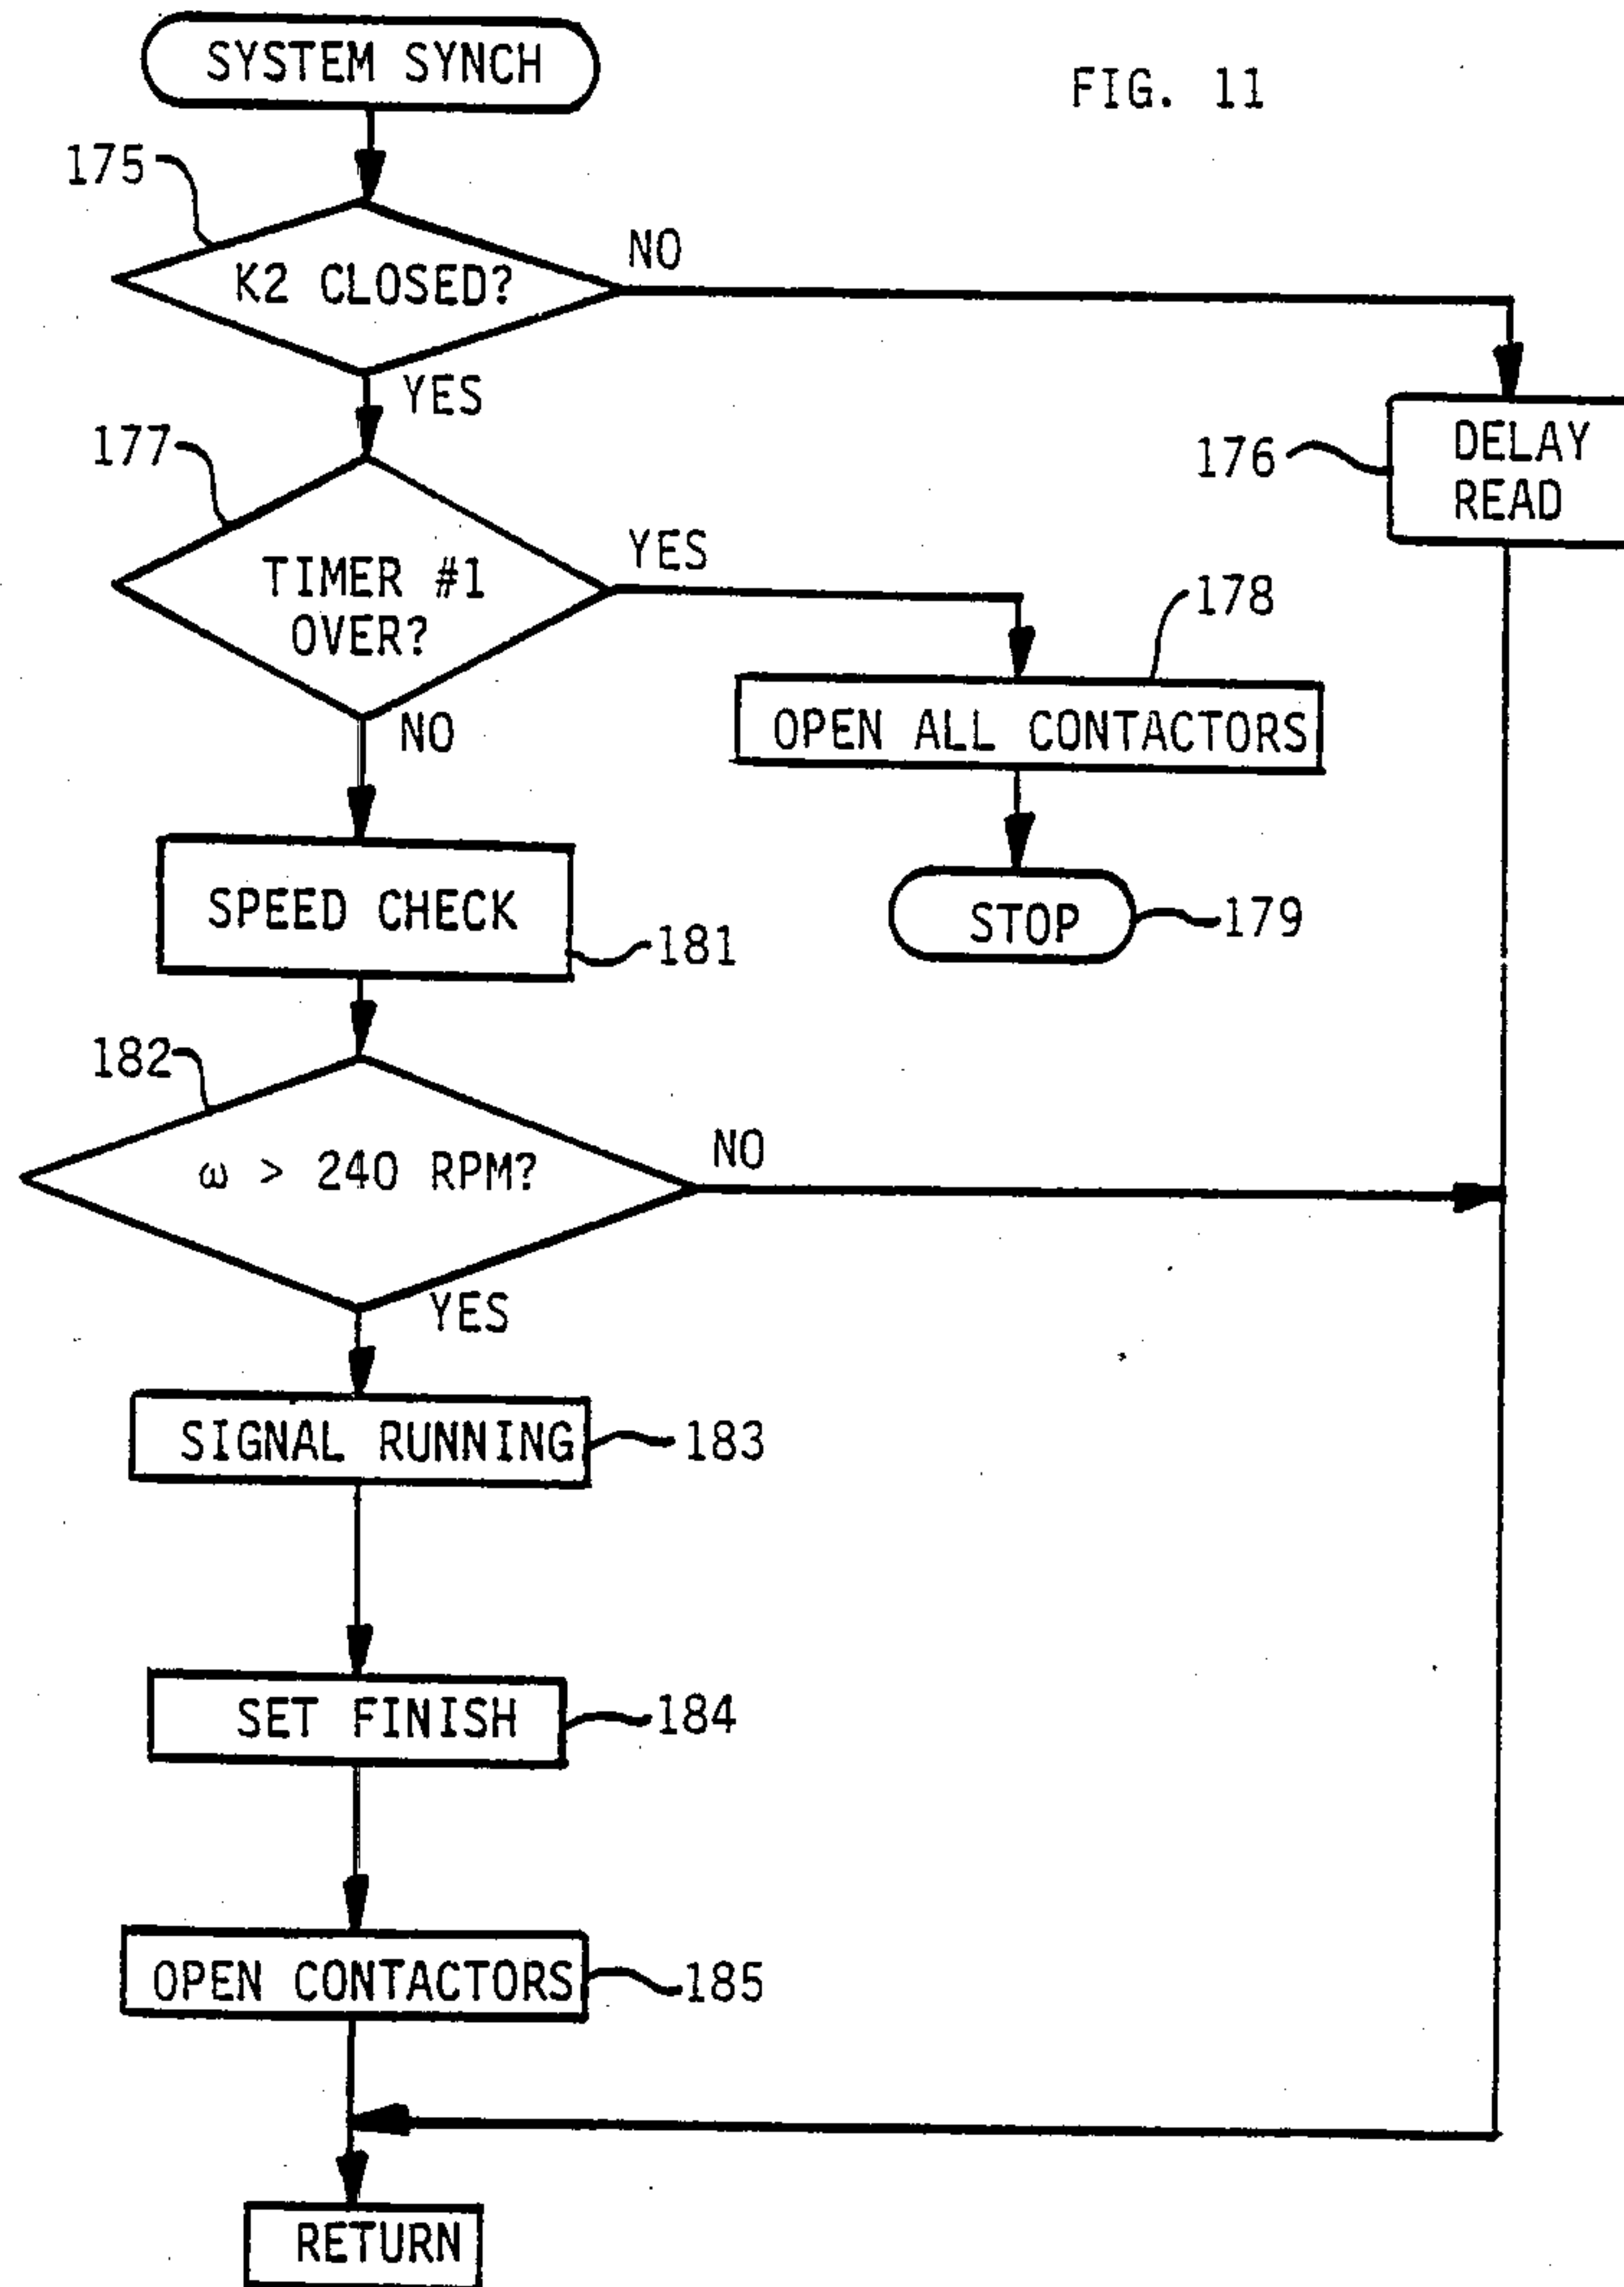 SYSTEM SYNCH
FIG. 11
175
K2 CLOSED?
NO
YES
177
176
DELAY
READ
TIMER #1
OVER?
YES
178
NO
OPEN ALL CONTACTORS
SPEED CHECK
181
STOP
179
182
ω > 240 RPM?
NO
YES
SIGNAL RUNNING
183
SET FINISH
184
OPEN CONTACTORS
185
RETURN